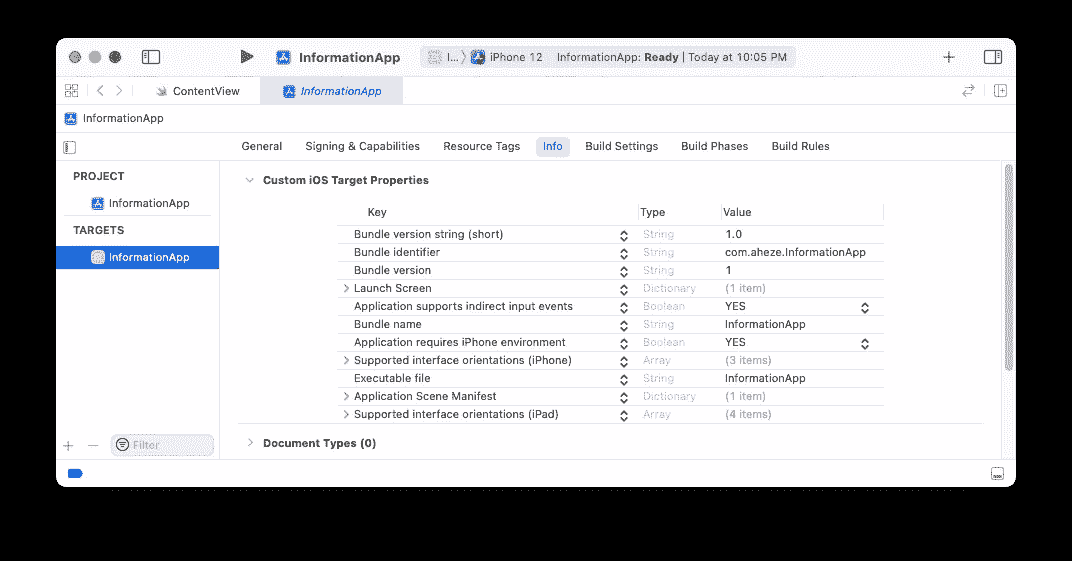 InformationApp I... iPhone 12 InformationApp: Ready | Today at 10:05 PM
ContentView InformationApp
InformationApp
General Signing & Capabilities Resource Tags Info Build Settings Build Phases Build Rules
PROJECT
InformationApp
TARGETS
InformationApp
Custom iOS Target Properties
Key Type Value
Bundle version string (short) String 1.0
Bundle identifier String com.aheze.InformationApp
Bundle version String 1
Launch Screen Dictionary (1 item)
Application supports indirect input events Boolean YES
Bundle name String InformationApp
Application requires iPhone environment Boolean YES
Supported interface orientations (iPhone) Array (3 items)
Executable file String InformationApp
Application Scene Manifest Dictionary (1 item)
Supported interface orientations (iPad) Array (4 items)
Document Types (0)
Filter